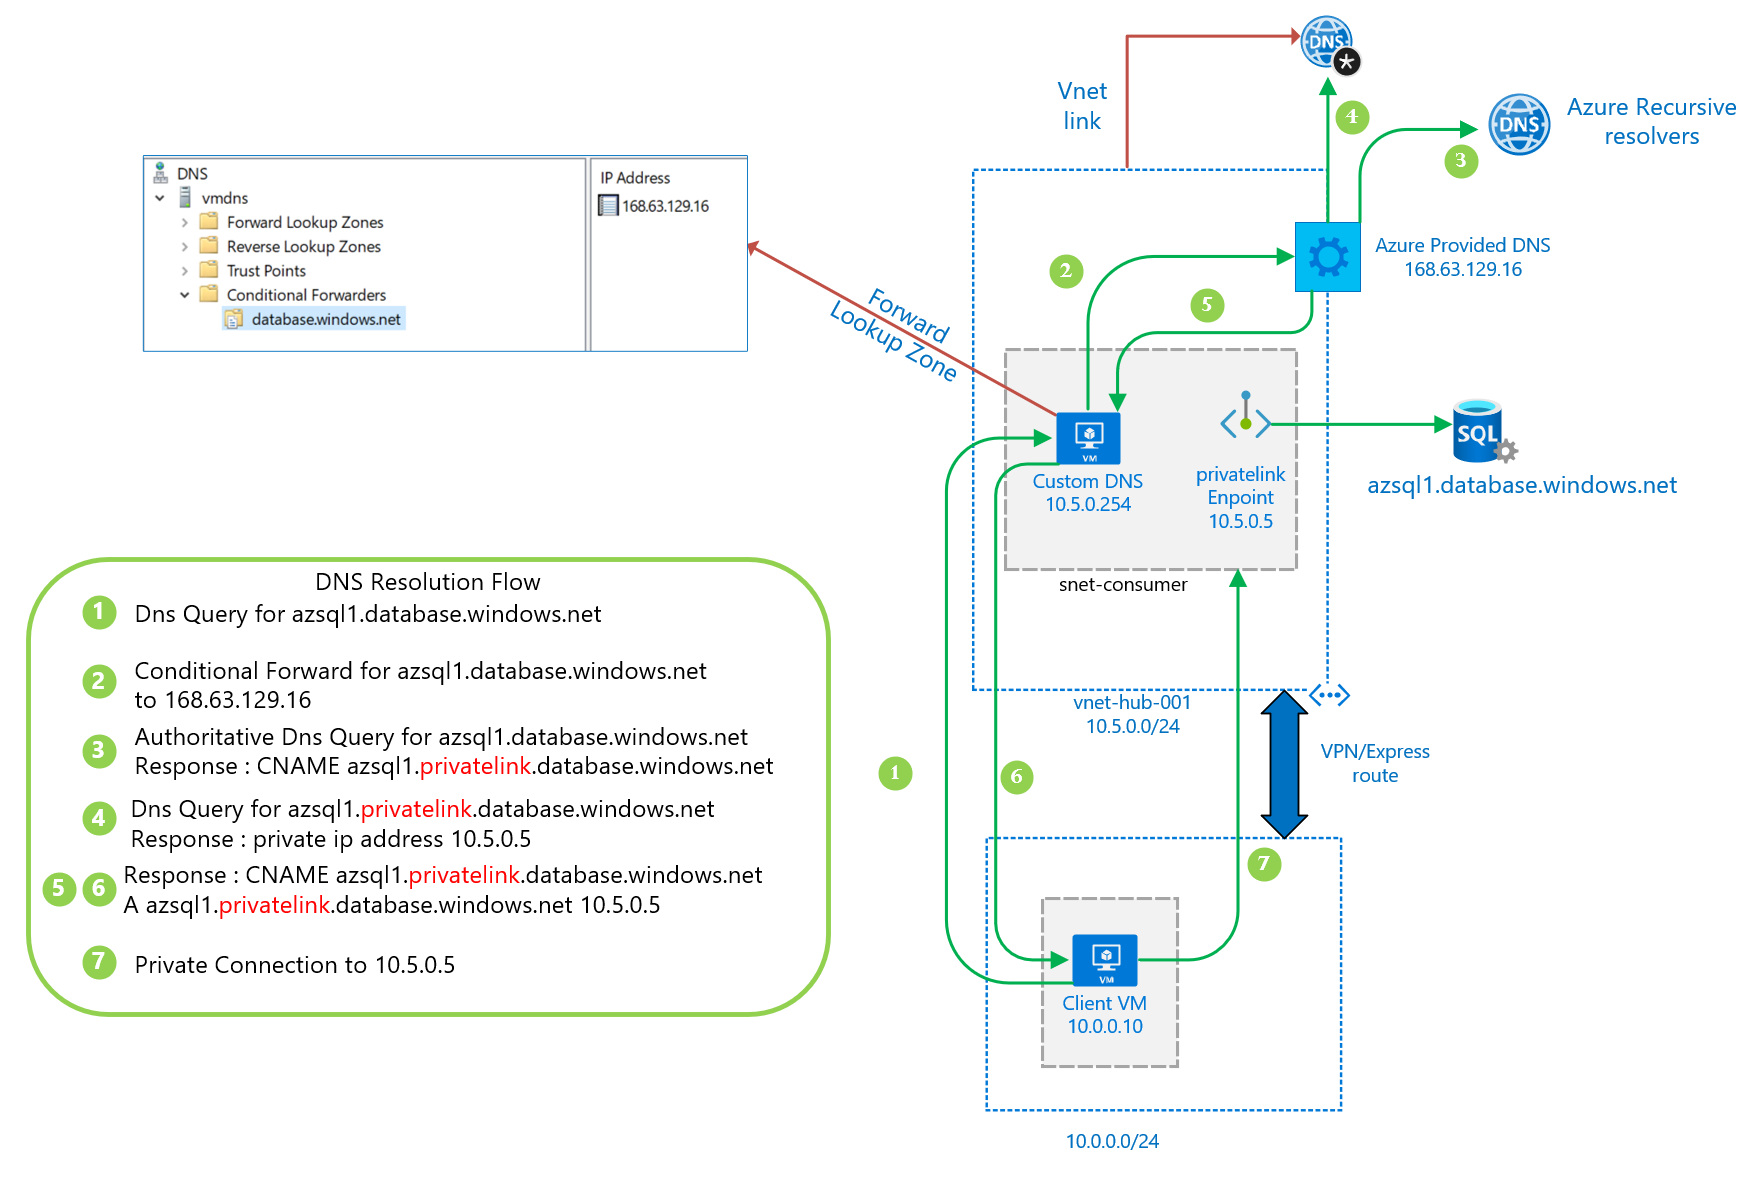 DNS
Vnet
link
4
DNS
Azure Recursive
resolvers
3
DNS
vmdns
Forward Lookup Zones
Reverse Lookup Zones
Trust Points
Conditional Forwarders
database.windows.net
IP Address
168.63.129.16
Azure Provided DNS
168.63.129.16
2
5
Forward
Lookup Zone
VM
Custom DNS
10.5.0.254
privatelink
Enpoint
10.5.0.5
SQL
azsql1.database.windows.net
snet-consumer
vnet-hub-001
10.5.0.0/24
VPN/Express
route
1
6
7
VM
Client VM
10.0.0.10
10.0.0.0/24
DNS Resolution Flow
1 Dns Query for azsql1.database.windows.net
2 Conditional Forward for azsql1.database.windows.net
to 168.63.129.16
3 Authoritative Dns Query for azsql1.database.windows.net
Response : CNAME azsql1.privatelink.database.windows.net
4 Dns Query for azsql1.privatelink.database.windows.net
Response : private ip address 10.5.0.5
5 6 Response : CNAME azsql1.privatelink.database.windows.net
A azsql1.privatelink.database.windows.net 10.5.0.5
7 Private Connection to 10.5.0.5